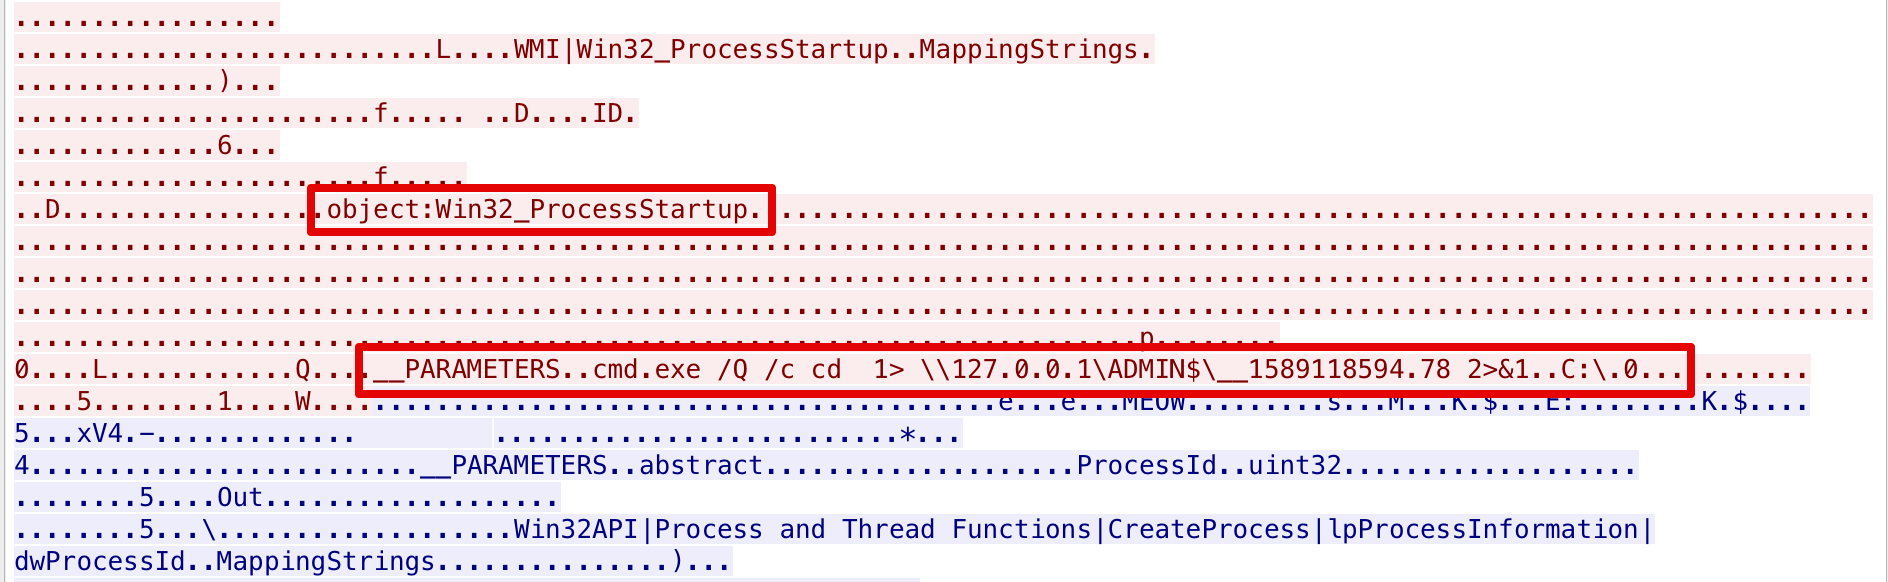 .................
...........................L....WMI|Win32_ProcessStartup..MappingStrings.
.............)...
.......................f..... ..D....ID.
.............6...
.......................f.....
..D.................object:Win32_ProcessStartup.......................................................................
.......................................................................................................................
.......................................................................................................................
.......................................................................................................................
........................................................................p........
0....L............Q....__PARAMETERS..cmd.exe /Q /c cd  1> \\127.0.0.1\ADMIN$\__1589118594.78 2>&1..C:\.0...........
....5........1....W............................................e...e...MEOW.........s...M...K.$...E:........K.$....
5...xV4.−.............         ..........................*...
4.........................__PARAMETERS..abstract....................ProcessId..uint32...................
........5....Out...................
........5...\...................Win32API|Process and Thread Functions|CreateProcess|lpProcessInformation|
dwProcessId..MappingStrings...............)...